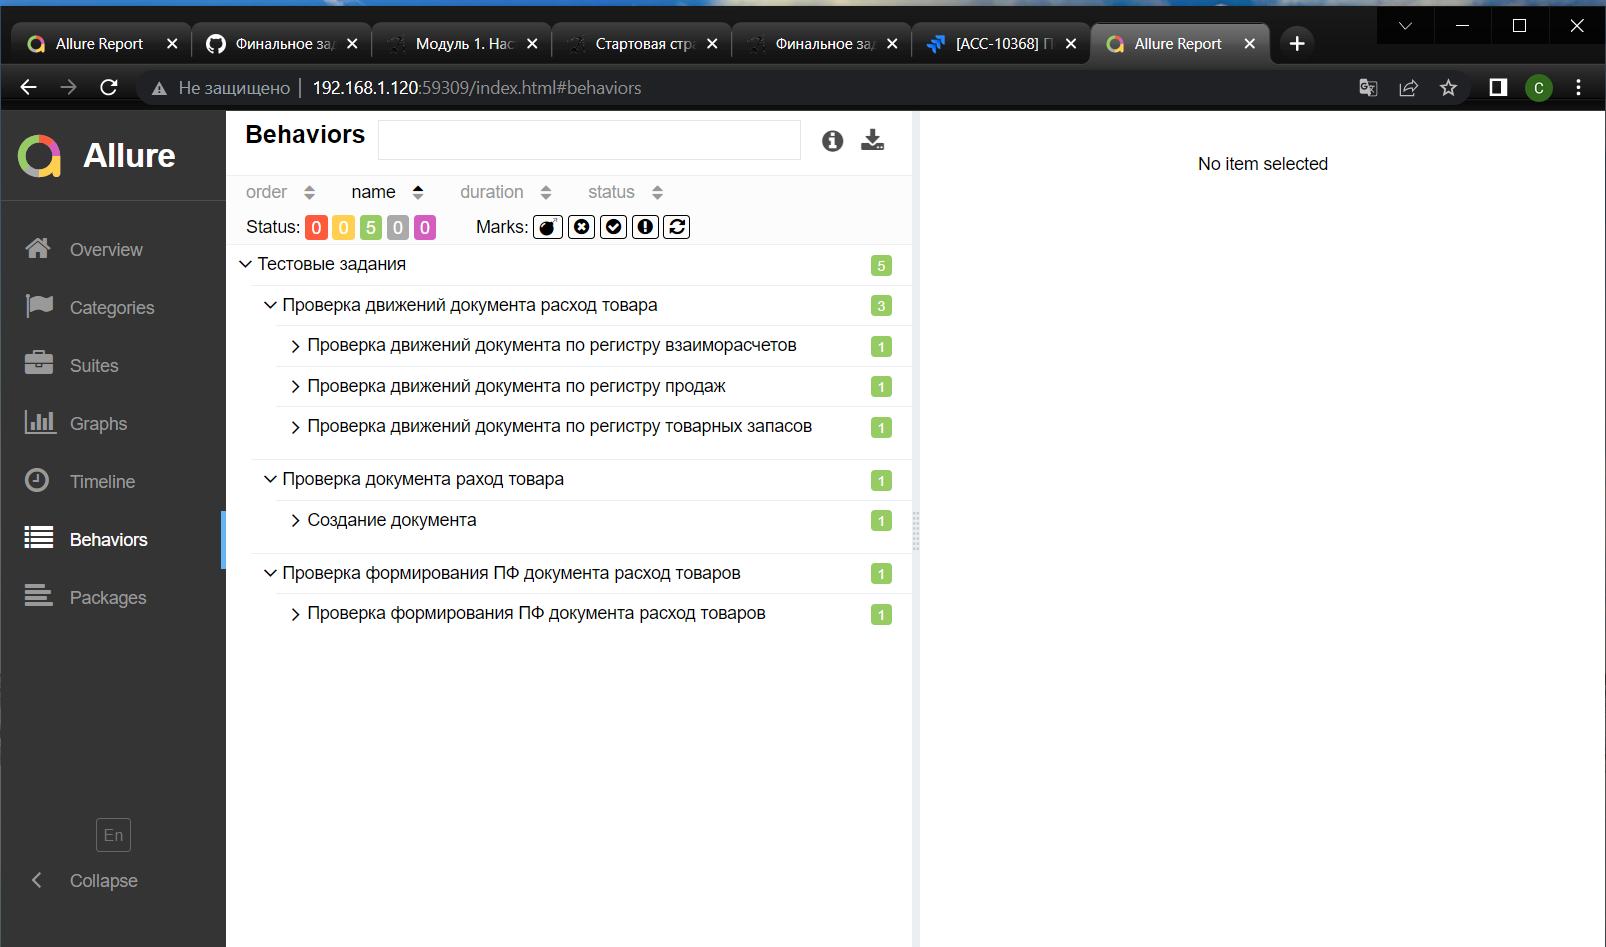 Allure Report
Финальное за
Модуль 1. Нас
Стартовая стра
Финальное за
[ACC-10368] П
Allure Report
Не защищено
192.168.1.120:59309/index.html#behaviors
C
Allure
Overview
Categories
Suites
Graphs
Timeline
Behaviors
Packages
En
Collapse
Behaviors
order name duration status
Status: 0 0 5 0 0 Marks:
Тестовые задания 5
Проверка движений документа расход товара 3
Проверка движений документа по регистру взаиморасчетов 1
Проверка движений документа по регистру продаж 1
Проверка движений документа по регистру товарных запасов 1
Проверка документа раход товара 1
Создание документа 1
Проверка формирования ПФ документа расход товаров 1
Проверка формирования ПФ документа расход товаров 1
No item selected